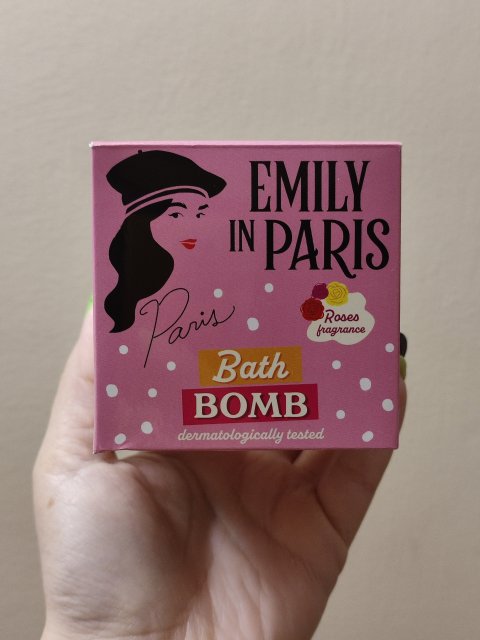 EMILY
IN PARIS
Paris
Roses
fragrance
Bath
BOMB
dermatologically tested